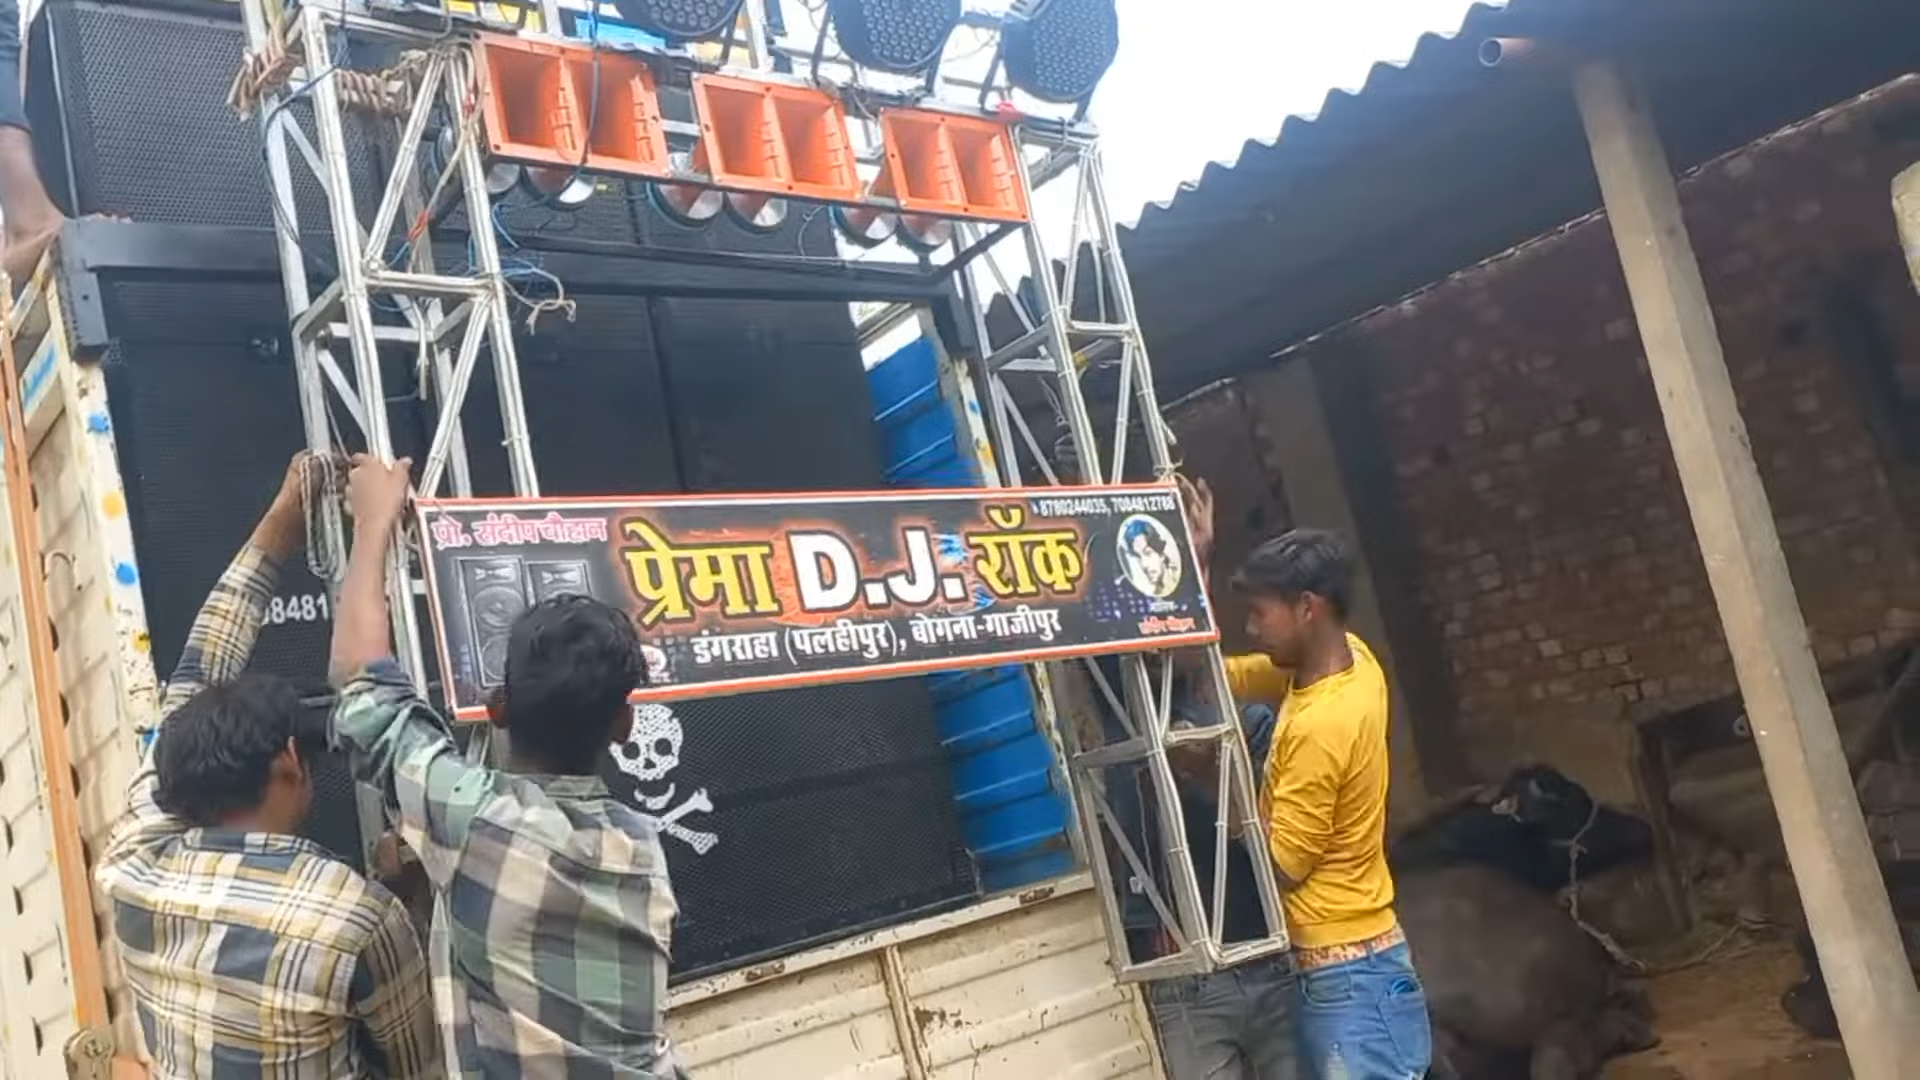 8780244035, 7084812788
प्रो. संदीप चौहान
प्रेमा D.J. रॉक
डंगराहा (पलहीपुर), बोगना-गाजीपुर
संदीप चौहान
8481